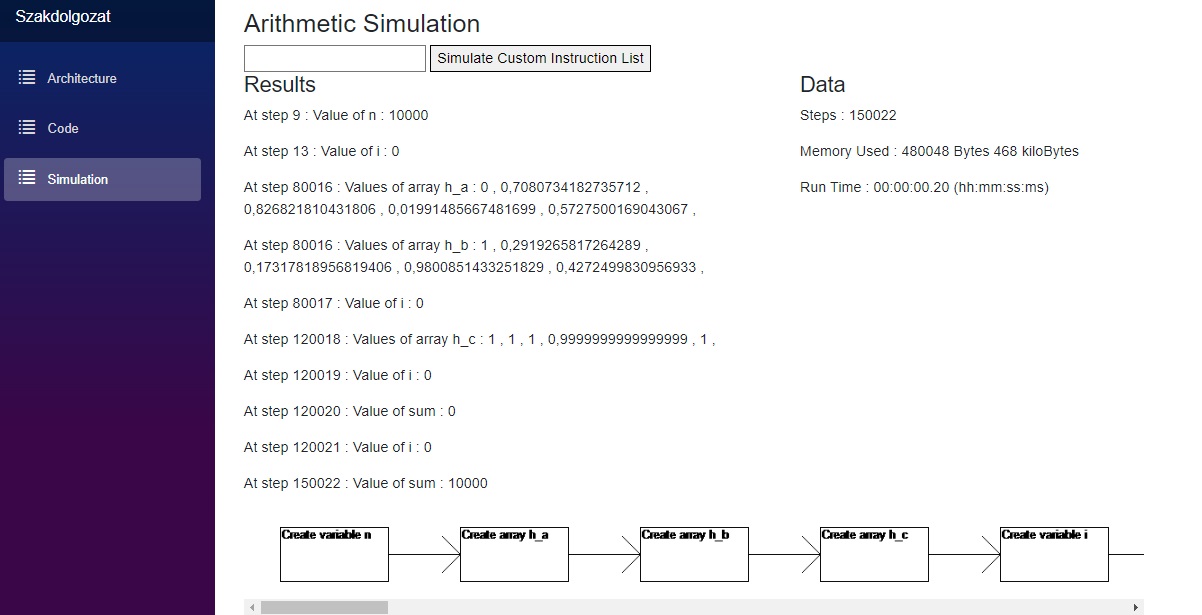 Szakdolgozat
Architecture
Code
Simulation
Arithmetic Simulation
Simulate Custom Instruction List
Results
At step 9 : Value of n : 10000
At step 13 : Value of i : 0
At step 80016 : Values of array h_a : 0 , 0,7080734182735712 ,
0,826821810431806 , 0,01991485667481699 , 0,5727500169043067 ,
At step 80016 : Values of array h_b : 1 , 0,2919265817264289 ,
0,17317818956819406 , 0,9800851433251829 , 0,4272499830956933 ,
At step 80017 : Value of i : 0
At step 120018 : Values of array h_c : 1 , 1 , 1 , 0,9999999999999999 , 1 ,
At step 120019 : Value of i : 0
At step 120020 : Value of sum : 0
At step 120021 : Value of i : 0
At step 150022 : Value of sum : 10000
Data
Steps : 150022
Memory Used : 480048 Bytes 468 kiloBytes
Run Time : 00:00:00.20 (hh:mm:ss:ms)
Create variable n
Create array h_a
Create array h_b
Create array h_c
Create variable i